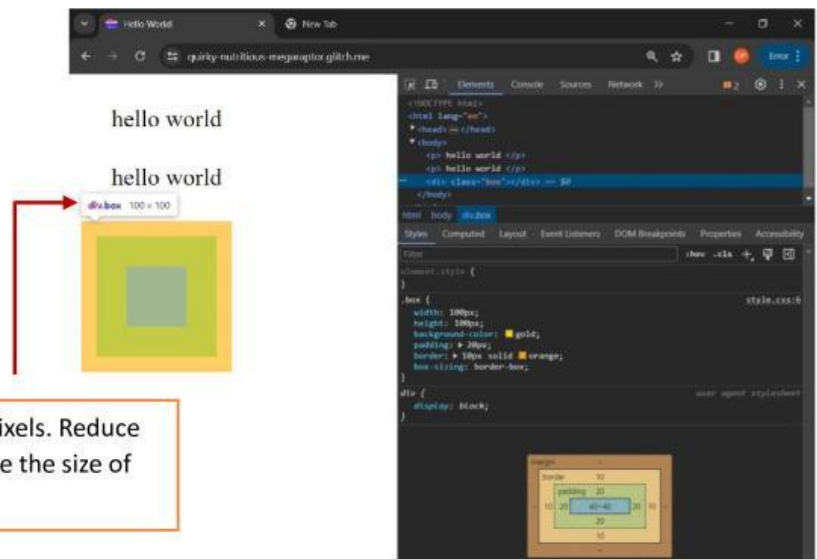 Hello World
New Tab
quirky-nutritious-megaraptor.glitch.me
Error
hello world
hello world
div.box 100 × 100
ixels. Reduce
e the size of
Elements Console Sources Network
2
<!DOCTYPE html>
<html lang="en">
<head> </head>
<body>
<p> hello world </p>
<p> hello world </p>
<div class="box"></div> == $0
</body>
html body div.box
Styles Computed Layout Event Listeners DOM Breakpoints Properties Accessibility
Filter
:hov .cls
element.style {
}
.box {
style.css:6
width: 100px;
height: 100px;
background-color: gold;
padding: 20px;
border: 10px solid orange;
box-sizing: border-box;
}
div {
user agent stylesheet
display: block;
}
margin -
border 10
padding 20
- 10 20 40×40 20 10 -
20
10
-